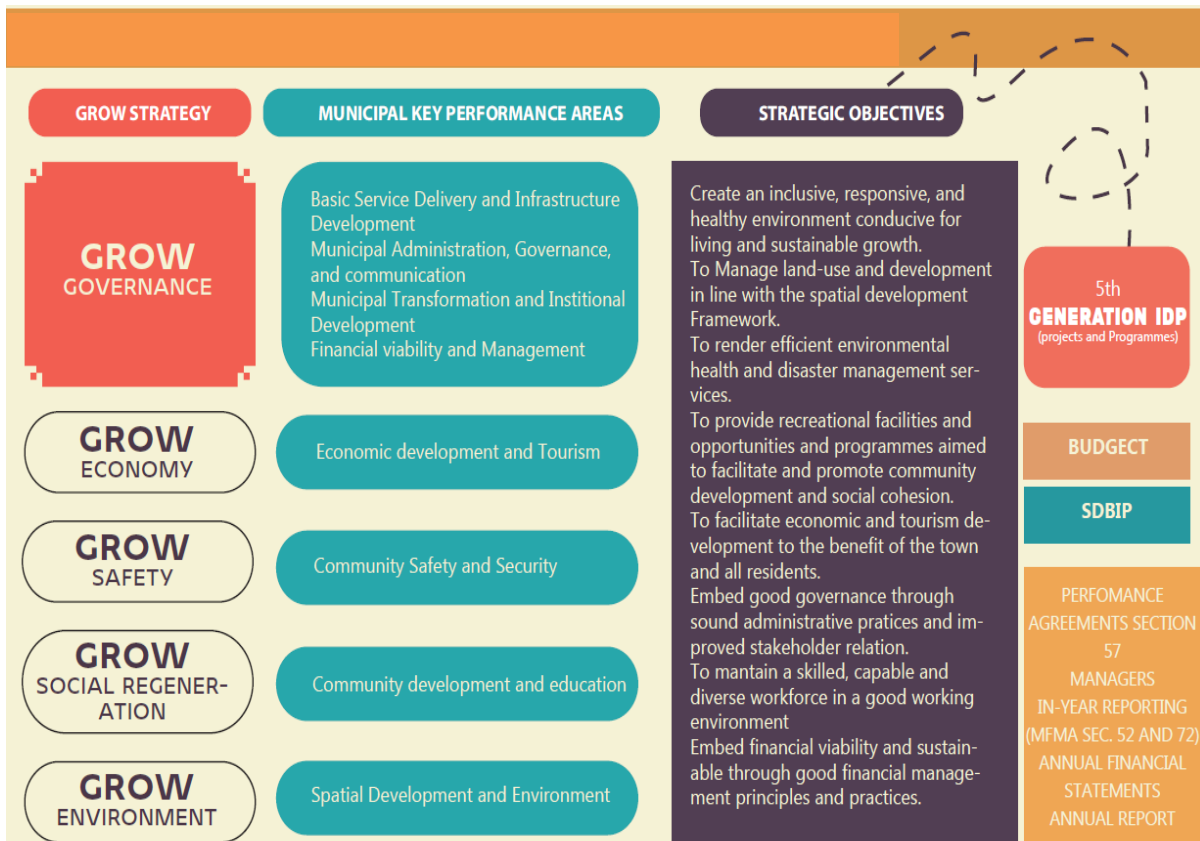 GROW STRATEGY
MUNICIPAL KEY PERFORMANCE AREAS
STRATEGIC OBJECTIVES
GROW
GOVERNANCE
Basic Service Delivery and Infrastructure
Development
Municipal Administration, Governance,
and communication
Municipal Transformation and Institional
Development
Financial viability and Management
GROW
ECONOMY
Economic development and Tourism
GROW
SAFETY
Community Safety and Security
GROW
SOCIAL REGENER-
ATION
Community development and education
GROW
ENVIRONMENT
Spatial Development and Environment
Create an inclusive, responsive, and
healthy environment conducive for
living and sustainable growth.
To Manage land-use and development
in line with the spatial development
Framework.
To render efficient environmental
health and disaster management ser-
vices.
To provide recreational facilities and
opportunities and programmes aimed
to facilitate and promote community
development and social cohesion.
To facilitate economic and tourism de-
velopment to the benefit of the town
and all residents.
Embed good governance through
sound administrative pratices and im-
proved stakeholder relation.
To mantain a skilled, capable and
diverse workforce in a good working
environment
Embed financial viability and sustain-
able through good financial manage-
ment principles and practices.
5th
GENERATION IDP
(projects and Programmes)
BUDGECT
SDBIP
PERFOMANCE
AGREEMENTS SECTION
57
MANAGERS
IN-YEAR REPORTING
(MFMA SEC. 52 AND 72)
ANNUAL FINANCIAL
STATEMENTS
ANNUAL REPORT